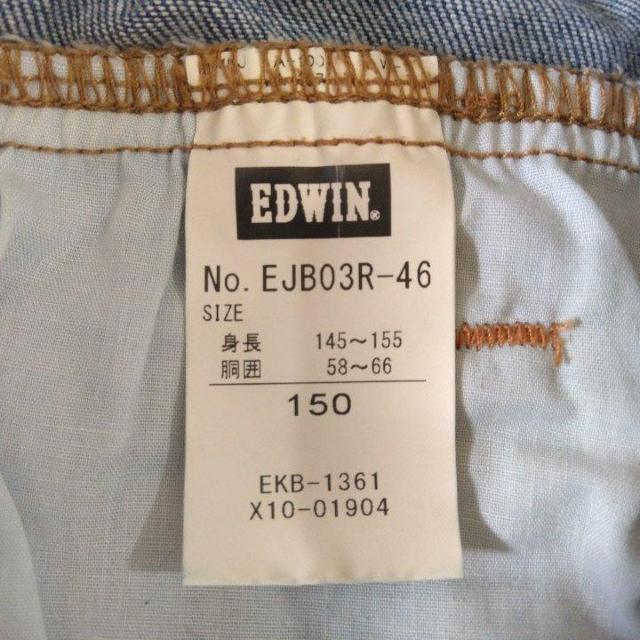 EDWIN®
No. EJB03R-46
SIZE
身長 145～155
胴囲 58～66
150
EKB-1361
X10-01904